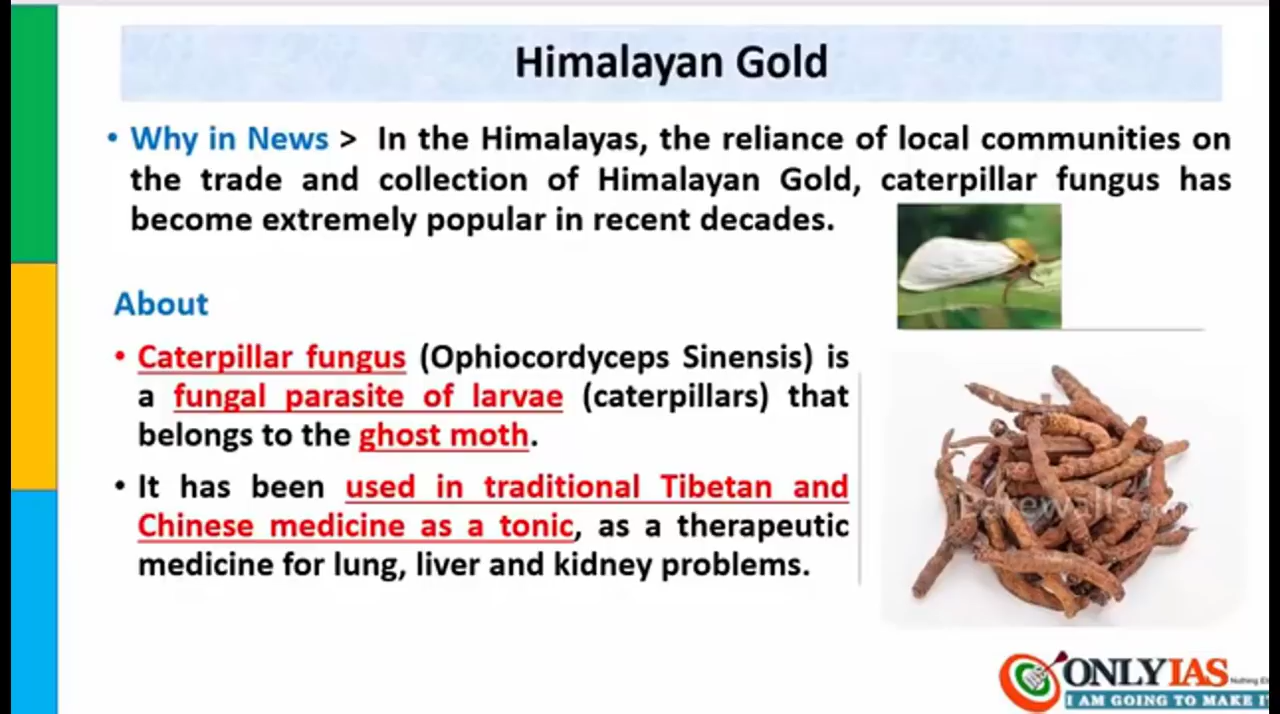 Himalayan Gold
• Why in News > In the Himalayas, the reliance of local communities on
the trade and collection of Himalayan Gold, caterpillar fungus has
become extremely popular in recent decades.
About
• Caterpillar fungus (Ophiocordyceps Sinensis) is
a fungal parasite of larvae (caterpillars) that
belongs to the ghost moth.
• It has been used in traditional Tibetan and
Chinese medicine as a tonic, as a therapeutic
medicine for lung, liver and kidney problems.
ONLY IAS
Nothing
I AM GOING TO MAKE